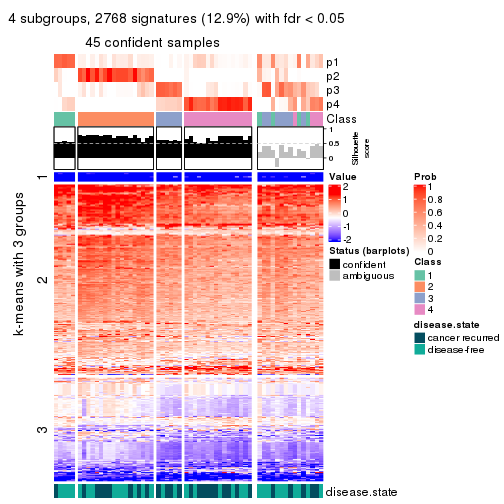 4 subgroups, 2768 signatures (12.9%) with fdr < 0.05
45 confident samples
p1
p2
p3
p4
Class
1
0.5
0
Silhouette
score
k-means with 3 groups
1
2
3
disease.state
Value
2
1
0
-1
-2
Status (barplots)
confident
ambiguous
Prob
1
0.8
0.6
0.4
0.2
0
Class
1
2
3
4
disease.state
cancer recurred
disease-free